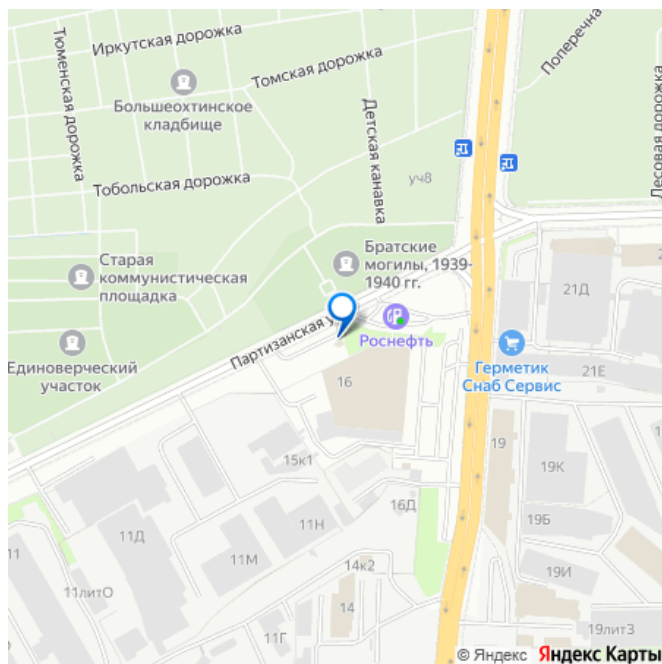 Тюменская дорожка
Иркутская дорожка
Томская дорожка
Поперечна
Большеохтинское
кладбище
Детская канавка
Лесовая дорожка
Тобольская дорожка
уч8
Старая
коммунистическая
площадка
Братские
могилы, 1939-
1940 гг.
21Д
Партизанская у
Роснефть
Единоверческий
участок
Герметик
Снаб Сервис
21Е
16
15к1
19
19К
16Д
11Д
11Н
19Б
11
11М
14к2
19И
11литО
14
11Г
19лит3
© Яндекс Яндекс Карты